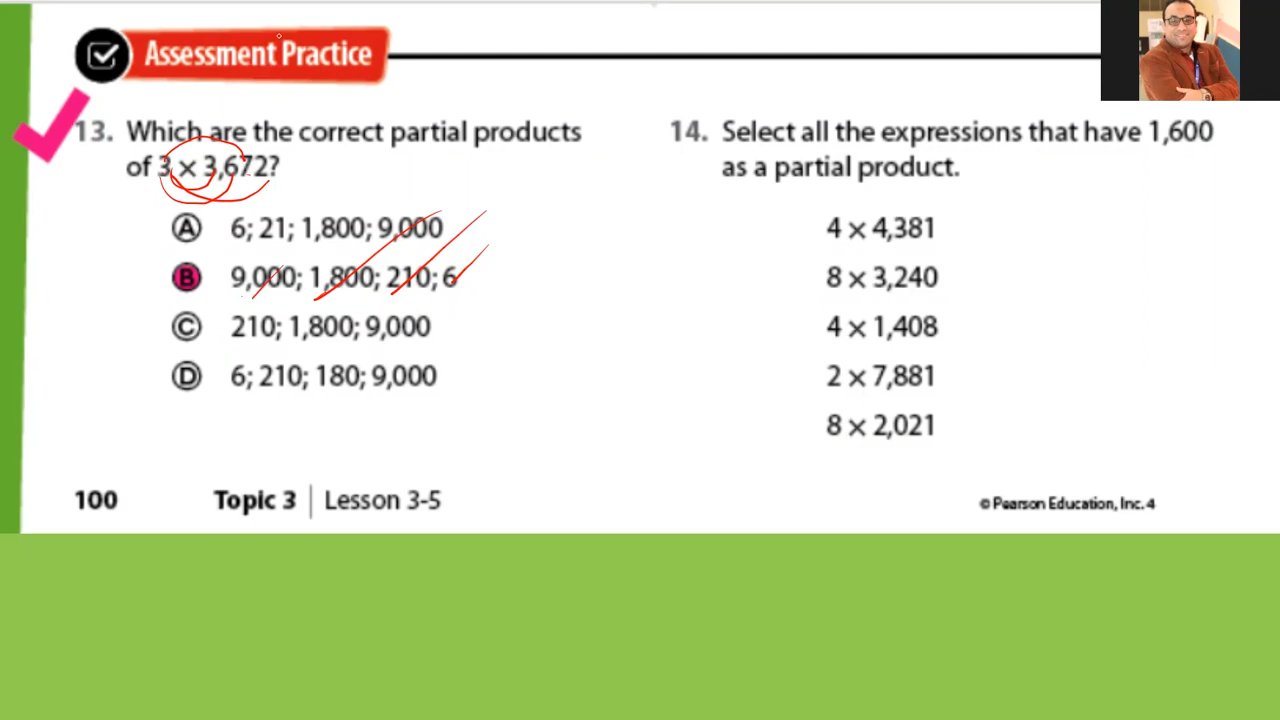 Assessment Practice
13. Which are the correct partial products
of 3 × 3,672?
A 6; 21; 1,800; 9,000
B 9,000; 1,800; 210; 6
C 210; 1,800; 9,000
D 6; 210; 180; 9,000
14. Select all the expressions that have 1,600
as a partial product.
4 × 4,381
8 × 3,240
4 × 1,408
2 × 7,881
8 × 2,021
100 Topic 3 | Lesson 3-5
© Pearson Education, Inc. 4